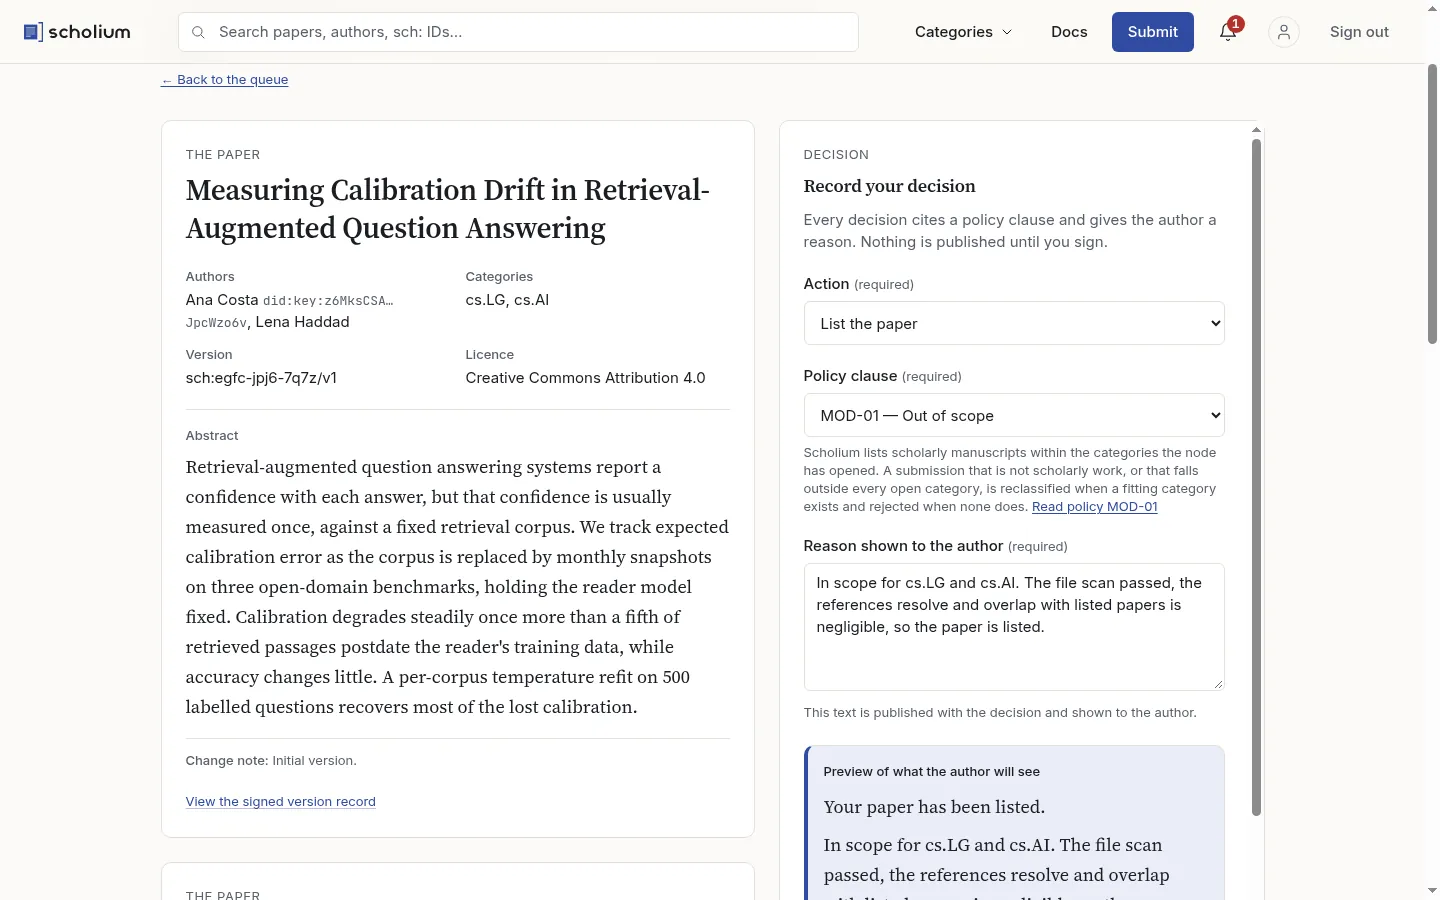 scholium
Search papers, authors, sch: IDs...
Categories
Docs
Submit
1
Sign out
← Back to the queue
THE PAPER
Measuring Calibration Drift in Retrieval-
Augmented Question Answering
Authors
Ana Costa did:key:z6MksCSA…
JpcWzo6v, Lena Haddad
Categories
cs.LG, cs.AI
Version
sch:egfc-jpj6-7q7z/v1
Licence
Creative Commons Attribution 4.0
Abstract
Retrieval-augmented question answering systems report a
confidence with each answer, but that confidence is usually
measured once, against a fixed retrieval corpus. We track expected
calibration error as the corpus is replaced by monthly snapshots
on three open-domain benchmarks, holding the reader model
fixed. Calibration degrades steadily once more than a fifth of
retrieved passages postdate the reader's training data, while
accuracy changes little. A per-corpus temperature refit on 500
labelled questions recovers most of the lost calibration.
Change note: Initial version.
View the signed version record
THE PAPER
DECISION
Record your decision
Every decision cites a policy clause and gives the author a
reason. Nothing is published until you sign.
Action (required)
List the paper
Policy clause (required)
MOD-01 — Out of scope
Scholium lists scholarly manuscripts within the categories the node
has opened. A submission that is not scholarly work, or that falls
outside every open category, is reclassified when a fitting category
exists and rejected when none does. Read policy MOD-01
Reason shown to the author (required)
In scope for cs.LG and cs.AI. The file scan passed, the
references resolve and overlap with listed papers is
negligible, so the paper is listed.
This text is published with the decision and shown to the author.
Preview of what the author will see
Your paper has been listed.
In scope for cs.LG and cs.AI. The file scan
passed, the references resolve and overlap